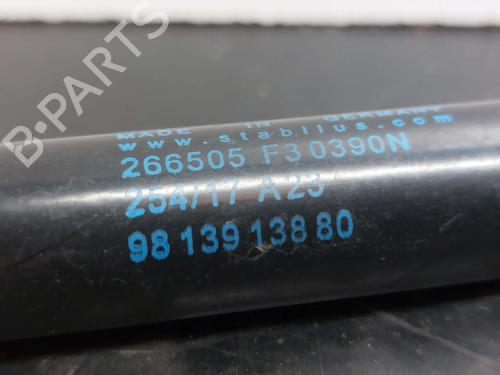 B-PARTS
MADE IN GERMANY
www.stabilus.com
266505 F3 0390N
254/17 A23
98 139 138 80